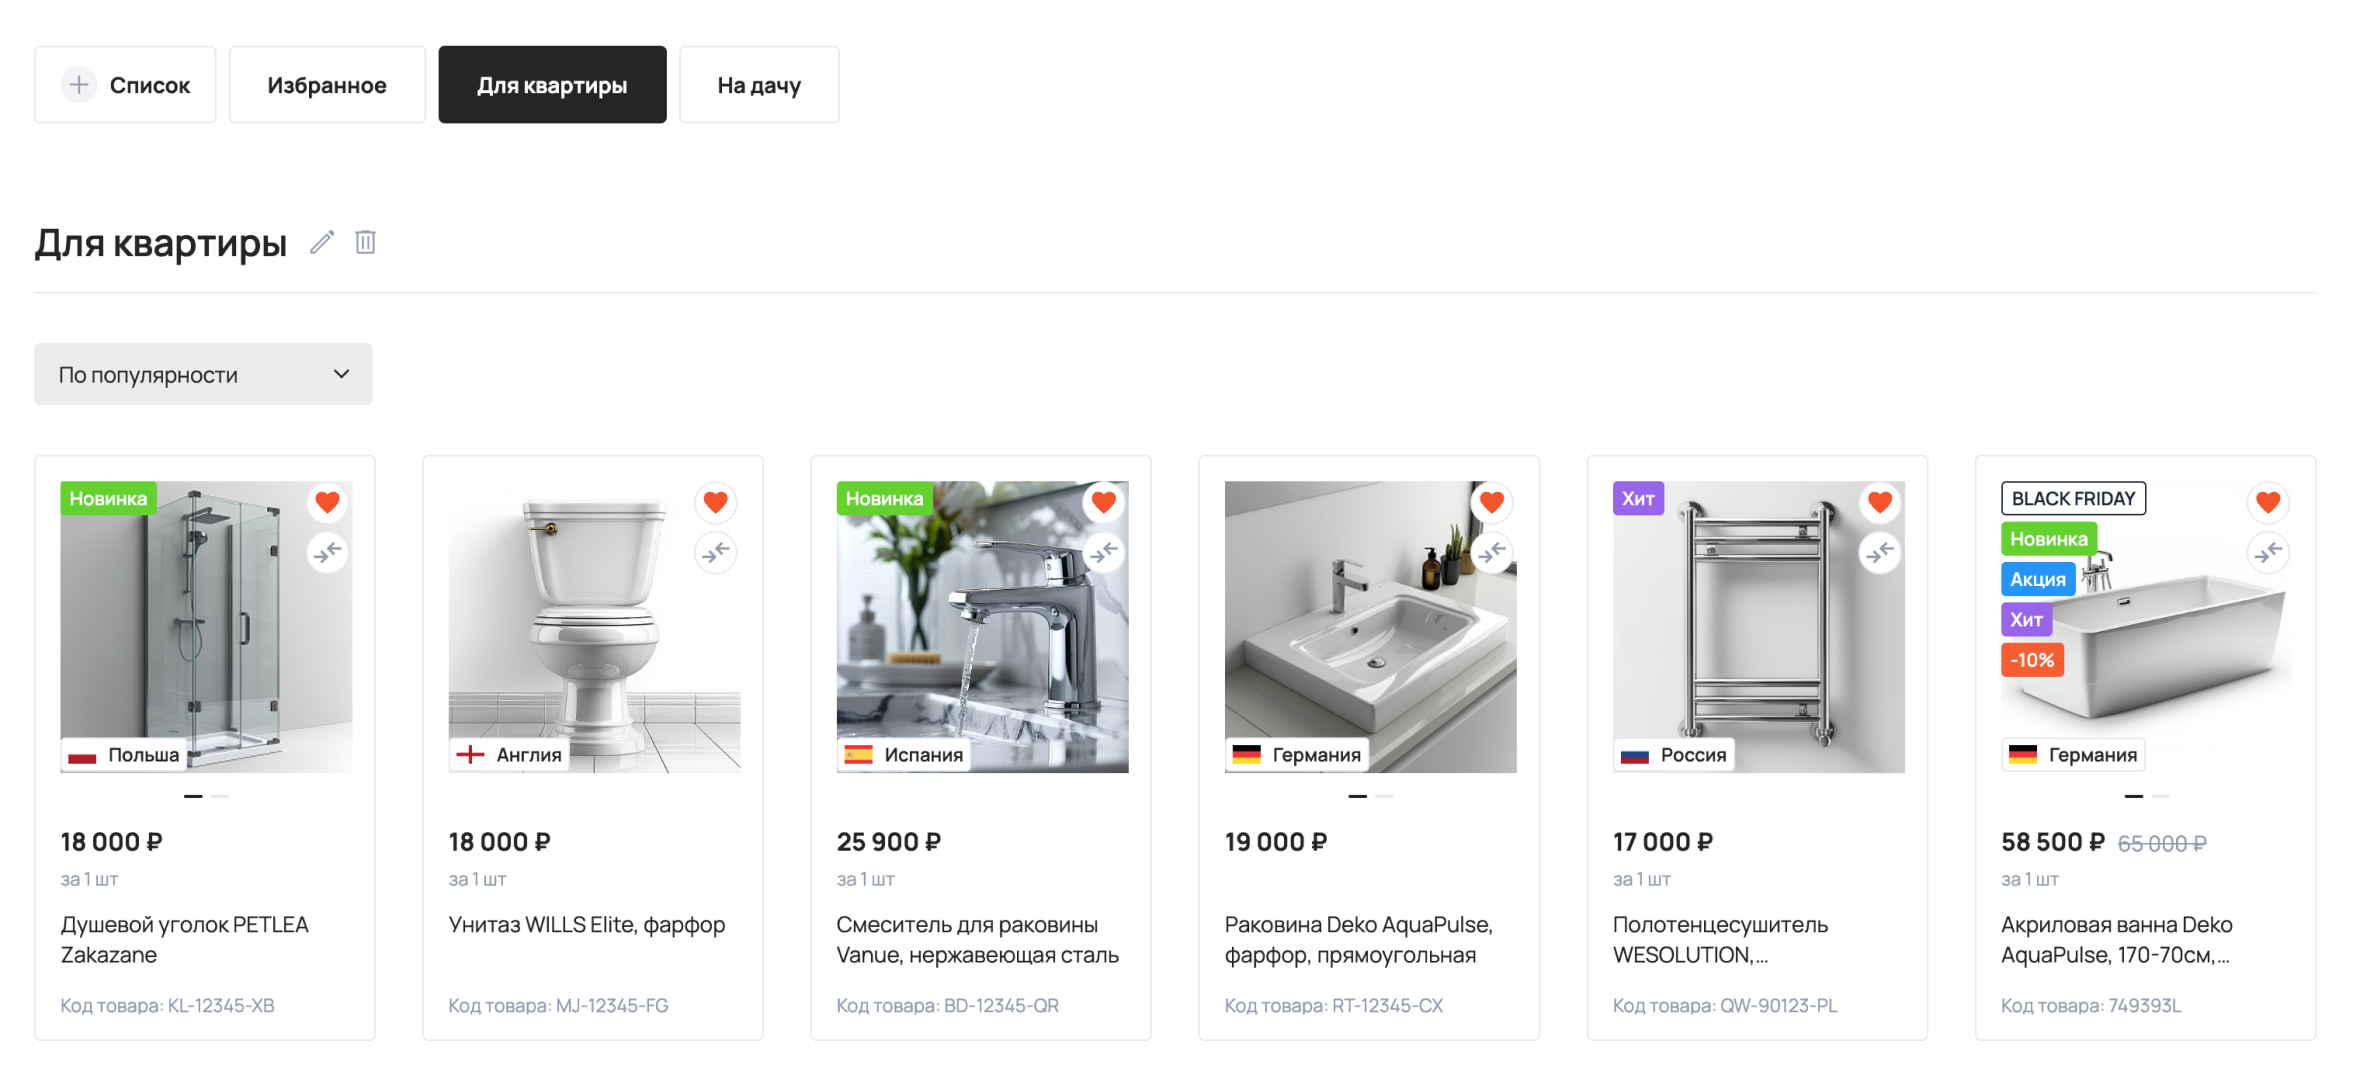 Список
Избранное
Для квартиры
На дачу
Для квартиры
По популярности
Новинка
Польша
18 000 ₽
за 1 шт
Душевой уголок PETLEA
Zakazane
Код товара: KL-12345-XB
Англия
18 000 ₽
за 1 шт
Унитаз WILLS Elite, фарфор
Код товара: MJ-12345-FG
Новинка
Испания
25 900 ₽
за 1 шт
Смеситель для раковины
Vanue, нержавеющая сталь
Код товара: BD-12345-QR
Германия
19 000 ₽
Раковина Deko AquaPulse,
фарфор, прямоугольная
Код товара: RT-12345-CX
Хит
Россия
17 000 ₽
за 1 шт
Полотенцесушитель
WESOLUTION,...
Код товара: QW-90123-PL
BLACK FRIDAY
Новинка
Акция
Хит
-10%
Германия
58 500 ₽ 65 000 ₽
за 1 шт
Акриловая ванна Deko
AquaPulse, 170-70см,...
Код товара: 749393L